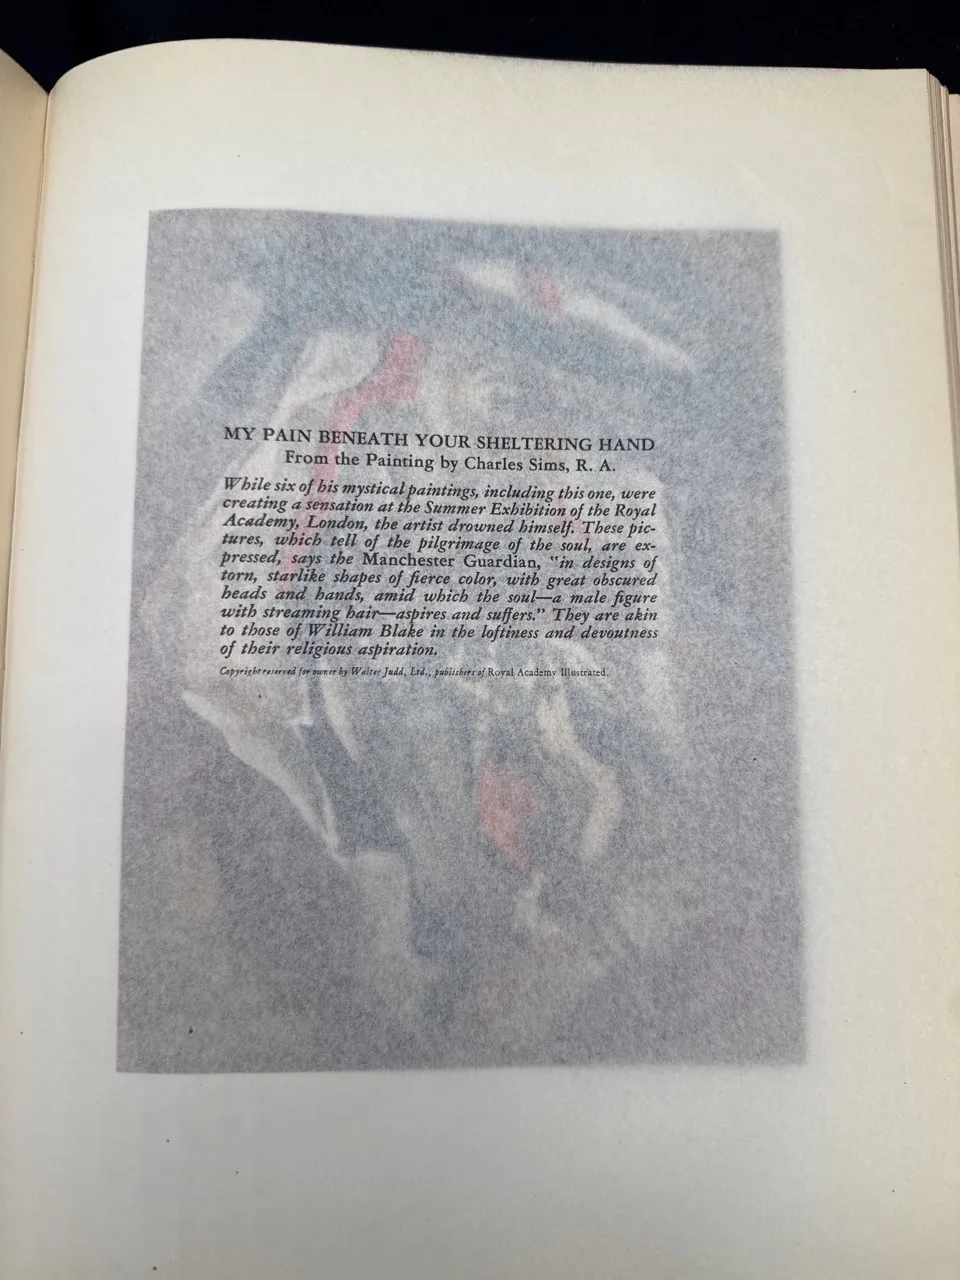 MY PAIN BENEATH YOUR SHELTERING HAND
From the Painting by Charles Sims, R. A.
While six of his mystical paintings, including this one, were
creating a sensation at the Summer Exhibition of the Royal
Academy, London, the artist drowned himself. These pic-
tures, which tell of the pilgrimage of the soul, are ex-
pressed, says the Manchester Guardian, "in designs of
torn, starlike shapes of fierce color, with great obscured
heads and hands, amid which the soul—a male figure
with streaming hair—aspires and suffers." They are akin
to those of William Blake in the loftiness and devoutness
of their religious aspiration.
Copyright reserved for owner by Walter Judd, Ltd., publishers of Royal Academy Illustrated.